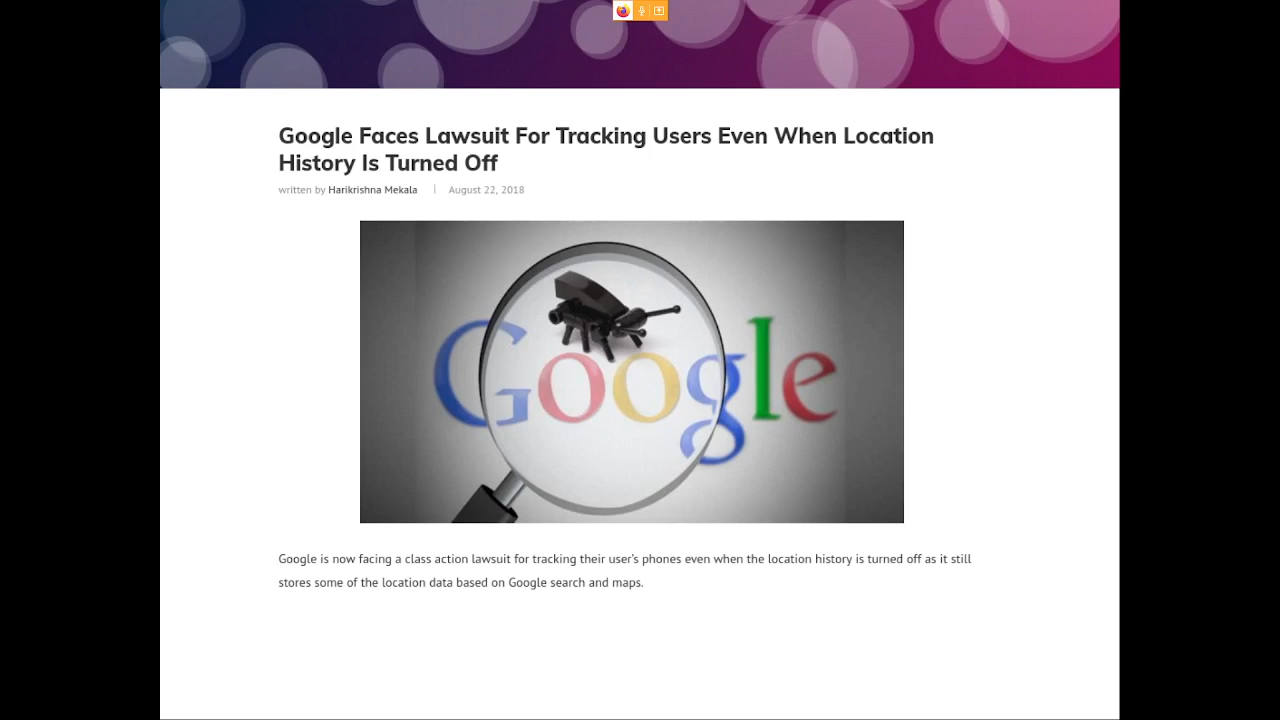 Google Faces Lawsuit For Tracking Users Even When Location
History Is Turned Off
written by Harikrishna Mekala | August 22, 2018
Google
Google is now facing a class action lawsuit for tracking their user's phones even when the location history is turned off as it still
stores some of the location data based on Google search and maps.